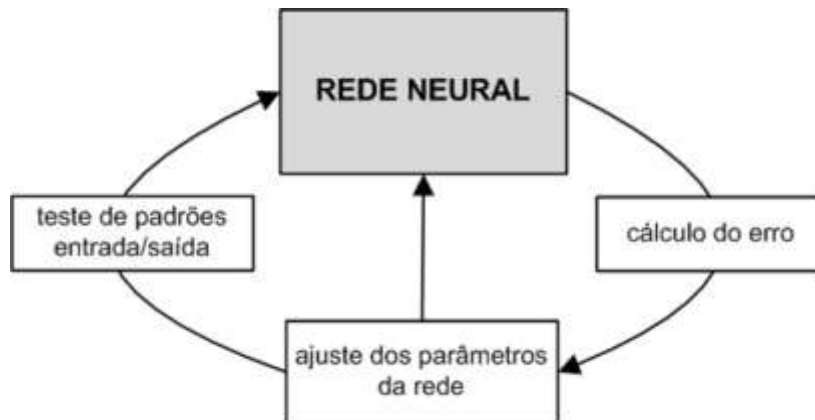 REDE NEURAL
teste de padrões
entrada/saída
cálculo do erro
ajuste dos parâmetros
da rede